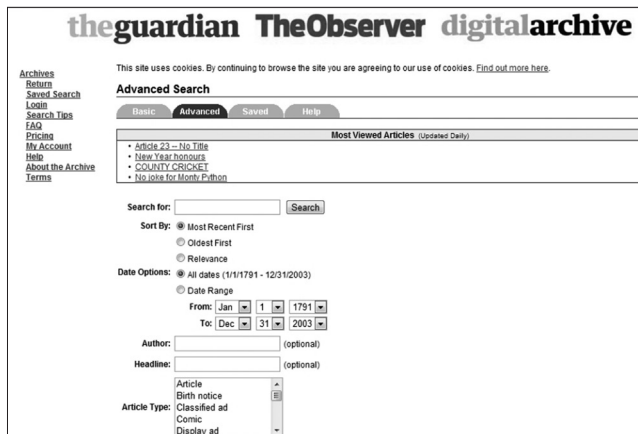 theguardian TheObserver digitalarchive
Archives
Return
Saved Search
Login
Search Tips
FAQ
Pricing
My Account
Help
About the Archive
Terms
This site uses cookies. By continuing to browse the site you are agreeing to our use of cookies. Find out more here.
Advanced Search
Basic Advanced Saved Help
Most Viewed Articles (Updated Daily)
• Article 23 -- No Title
• New Year honours
• COUNTY CRICKET
• No joke for Monty Python
Search for: Search
Sort By: Most Recent First
Oldest First
Relevance
Date Options: All dates (1/1/1791 - 12/31/2003)
Date Range
From: Jan 1 1791
To: Dec 31 2003
Author: (optional)
Headline: (optional)
Article Type: Article
Birth notice
Classified ad
Comic
Display ad